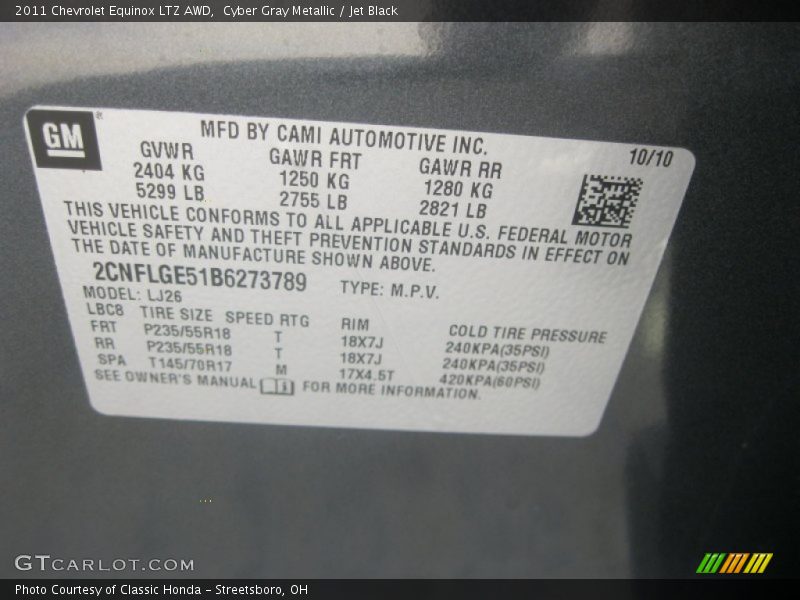 2011 Chevrolet Equinox LTZ AWD, Cyber Gray Metallic / Jet Black
GM®
MFD BY CAMI AUTOMOTIVE INC.
10/10
GVWR GAWR FRT GAWR RR
2404 KG 1250 KG 1280 KG
5299 LB 2755 LB 2821 LB
THIS VEHICLE CONFORMS TO ALL APPLICABLE U.S. FEDERAL MOTOR
VEHICLE SAFETY AND THEFT PREVENTION STANDARDS IN EFFECT ON
THE DATE OF MANUFACTURE SHOWN ABOVE.
2CNFLGE51B6273789 TYPE: M.P.V.
MODEL: LJ26
LBC8 TIRE SIZE SPEED RTG RIM COLD TIRE PRESSURE
FRT P235/55R18 T 18X7J 240KPA(35PSI)
RR P235/55R18 T 18X7J 240KPA(35PSI)
SPA T145/70R17 M 17X4.5T 420KPA(60PSI)
SEE OWNER'S MANUAL FOR MORE INFORMATION.
GTCARLOT.COM
Photo Courtesy of Classic Honda - Streetsboro, OH